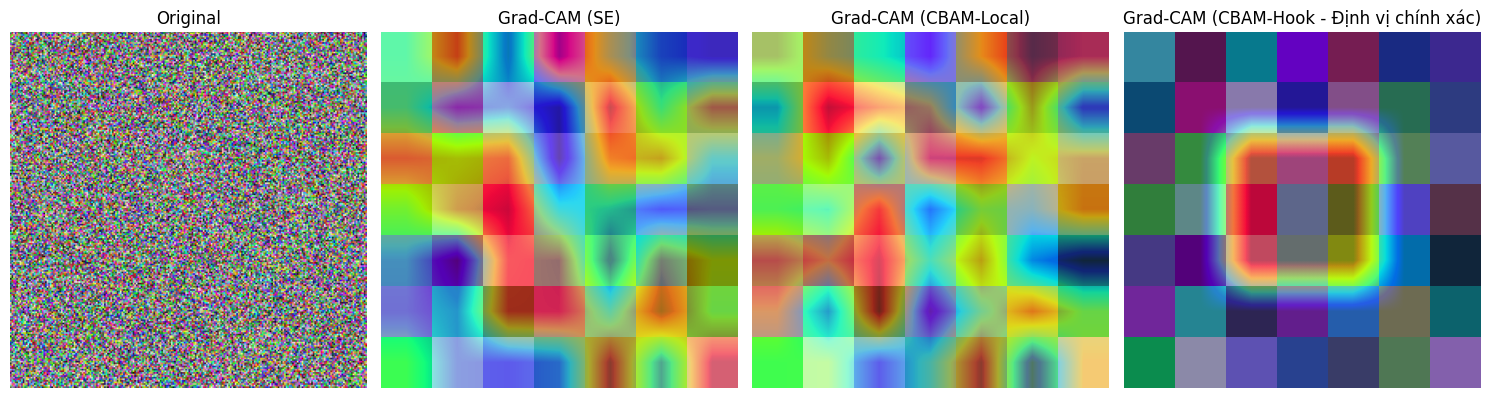 Original
Grad-CAM (SE)
Grad-CAM (CBAM-Local)
Grad-CAM (CBAM-Hook - Định vị chính xác)